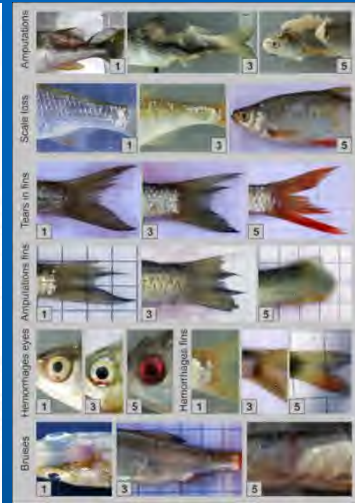 Amputations
1 3 5
Scale loss
1 3 5
Tears in fins
1 3 5
Amputations fins
1 3 5
Hemorrhages eyes
1 3 5
Hemorrhages fins
1 3 5
Bruises
1 3 5